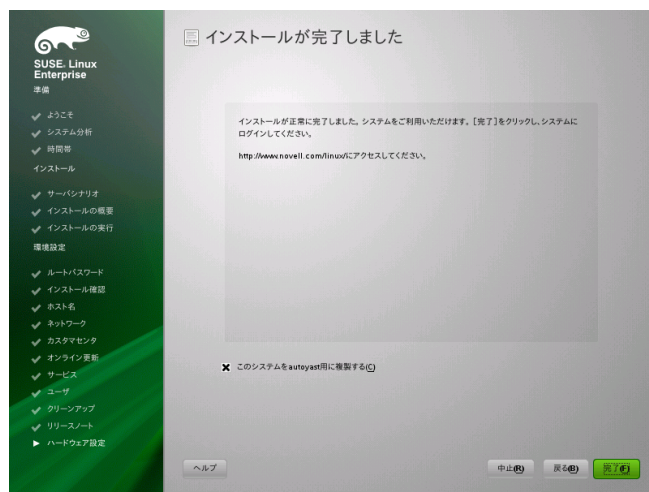 SUSE. Linux
Enterprise
準備
ようこそ
システム分析
時間帯
インストール
サーバシナリオ
インストールの概要
インストールの実行
環境設定
ルートパスワード
インストール確認
ホスト名
ネットワーク
カスタマセンタ
オンライン更新
サービス
ユーザ
クリーンアップ
リリースノート
ハードウェア設定
インストールが完了しました
インストールが正常に完了しました。システムをご利用いただけます。[完了]をクリックし、システムに
ログインしてください。
http://www.novell.com/linux/にアクセスしてください。
このシステムをautoyast用に複製する(C)
ヘルプ
中止(R)
戻る(B)
完了(F)